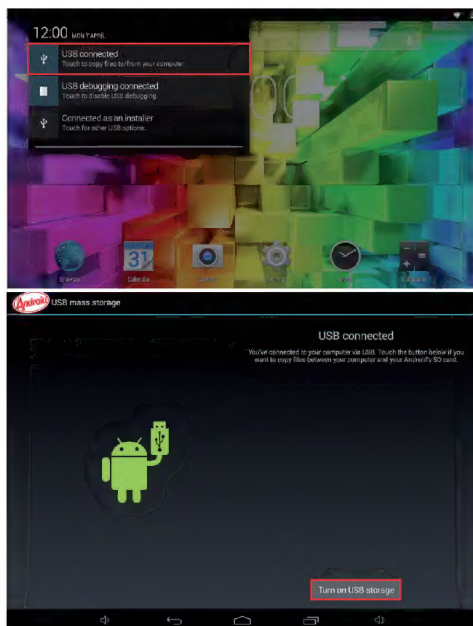 12:00 MON 7 APRIL
USB connected
Touch to copy files to/from your computer.
USB debugging connected
Touch to disable USB debugging.
Connected as an installer
Touch for other USB options.
31
Browser
Calendar
Android
USB mass storage
USB connected
You've connected to your computer via USB. Touch the button below if you
want to copy files between your computer and your Android's SD card.
Turn on USB storage